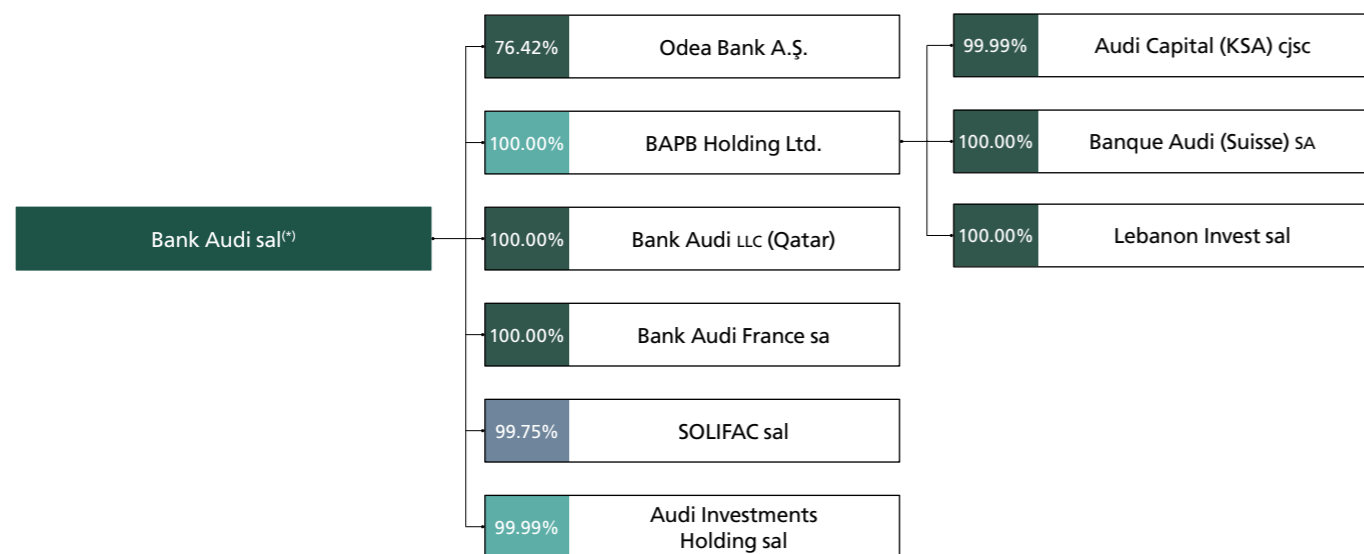 76.42%
Odea Bank A.Ş.
99.99%
Audi Capital (KSA) cjsc
100.00%
BAPB Holding Ltd.
100.00%
Banque Audi (Suisse) SA
Bank Audi sal(*)
100.00%
Bank Audi LLC (Qatar)
100.00%
Lebanon Invest sal
100.00%
Bank Audi France sa
99.75%
SOLIFAC sal
99.99%
Audi Investments
Holding sal